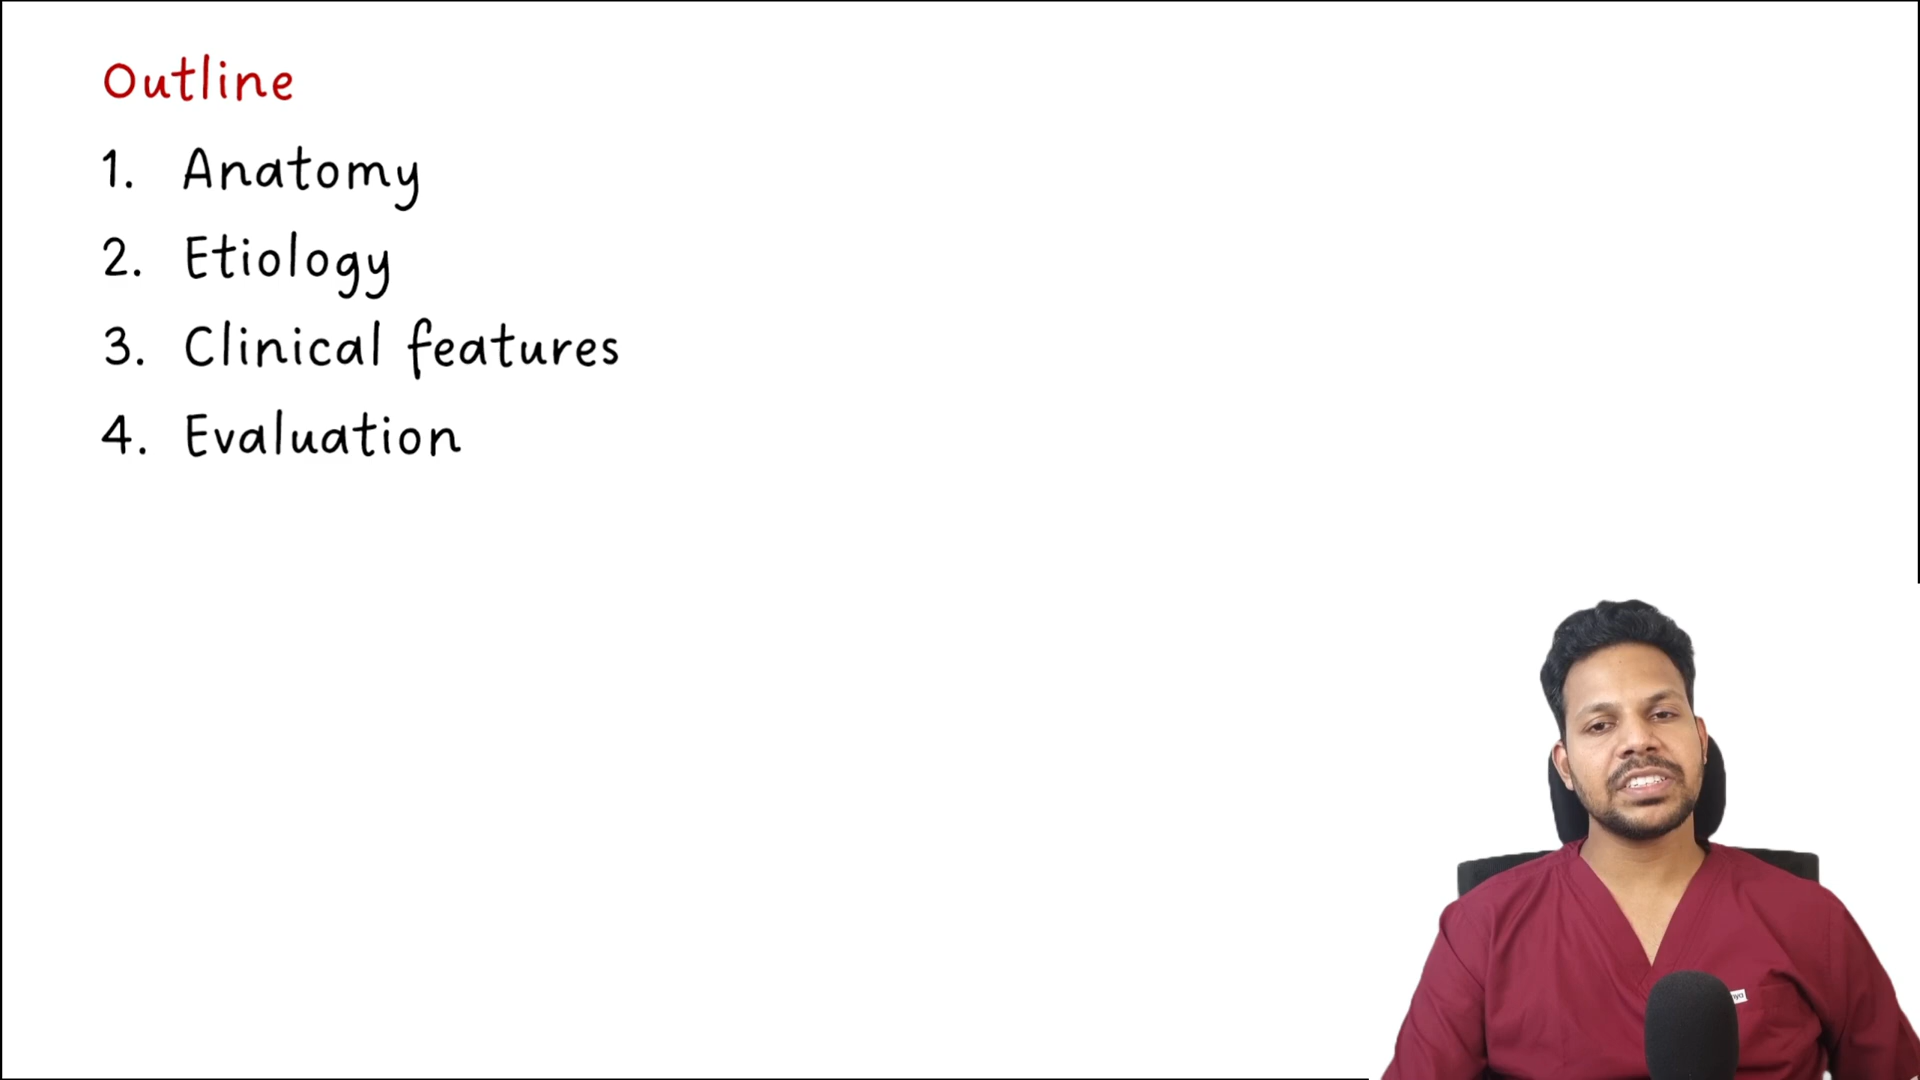 Outline
1. Anatomy
2. Etiology
3. Clinical features
4. Evaluation